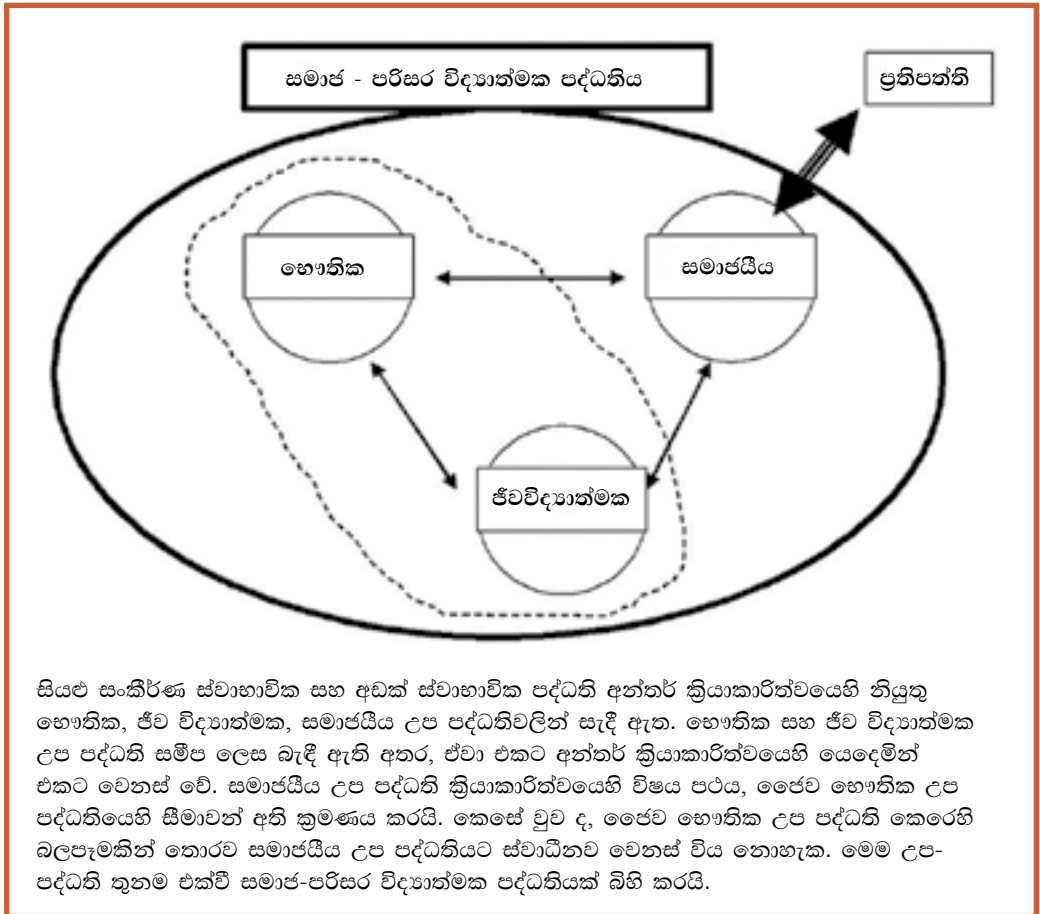 සමාජ - පරිසර විද්‍යාත්මක පද්ධතිය
ප්‍රතිපත්ති
භෞතික
සමාජයීය
ජීවවිද්‍යාත්මක
සියළු සංකීර්ණ ස්වාභාවික සහ අඩක් ස්වාභාවික පද්ධති අන්තර් ක්‍රියාකාරිත්වයෙහි නියුතු
භෞතික, ජීව විද්‍යාත්මක, සමාජයීය උප පද්ධතිවලින් සැදී ඇත. භෞතික සහ ජීව විද්‍යාත්මක
උප පද්ධති සමීප ලෙස බැඳී ඇති අතර, ඒවා එකට අන්තර් ක්‍රියාකාරිත්වයෙහි යෙදෙමින්
එකට වෙනස් වේ. සමාජයීය උප පද්ධති ක්‍රියාකාරිත්වයෙහි විෂය පථය, ජෛව භෞතික උප
පද්ධතියෙහි සීමාවන් අති ක්‍රමණය කරයි. කෙසේ වුව ද, ජෛව භෞතික උප පද්ධති කෙරෙහි
බලපෑමකින් තොරව සමාජයීය උප පද්ධතියට ස්වාධීනව වෙනස් විය නොහැක. මෙම උප-
පද්ධති තුනම එක්වී සමාජ-පරිසර විද්‍යාත්මක පද්ධතියක් බිහි කරයි.